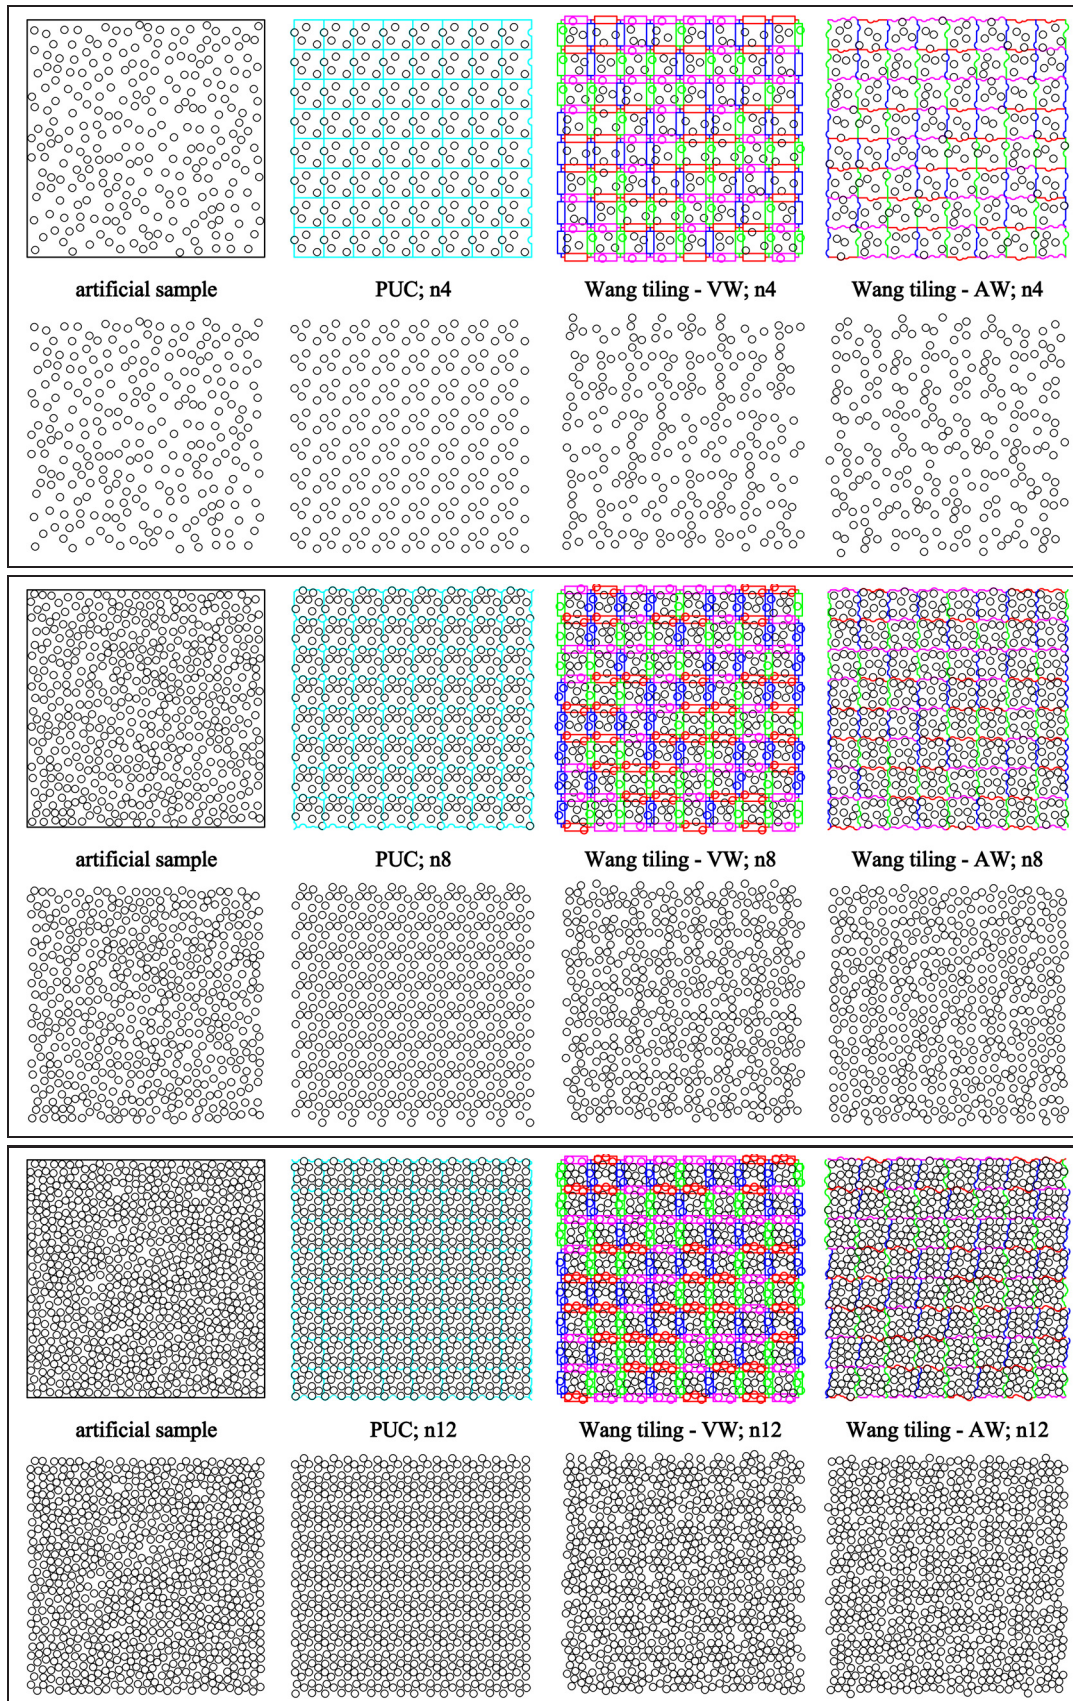 artificial sample
PUC; n4
Wang tiling - VW; n4
Wang tiling - AW; n4
artificial sample
PUC; n8
Wang tiling - VW; n8
Wang tiling - AW; n8
artificial sample
PUC; n12
Wang tiling - VW; n12
Wang tiling - AW; n12